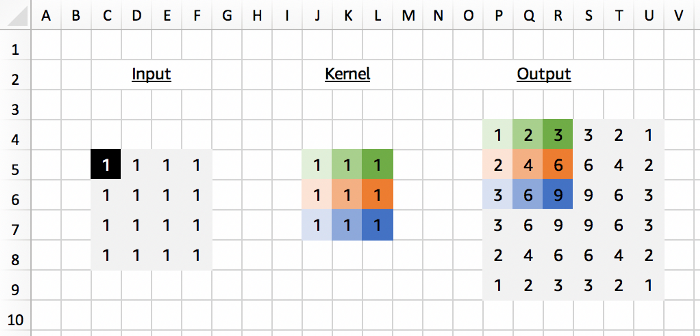 A B C D E F G H I J K L M N O P Q R S T U V
1
2 Input Kernel Output
3
4 1 2 3 3 2 1
5 1 1 1 1 1 1 1 2 4 6 6 4 2
6 1 1 1 1 1 1 1 3 6 9 9 6 3
7 1 1 1 1 1 1 1 3 6 9 9 6 3
8 1 1 1 1 2 4 6 6 4 2
9 1 2 3 3 2 1
10